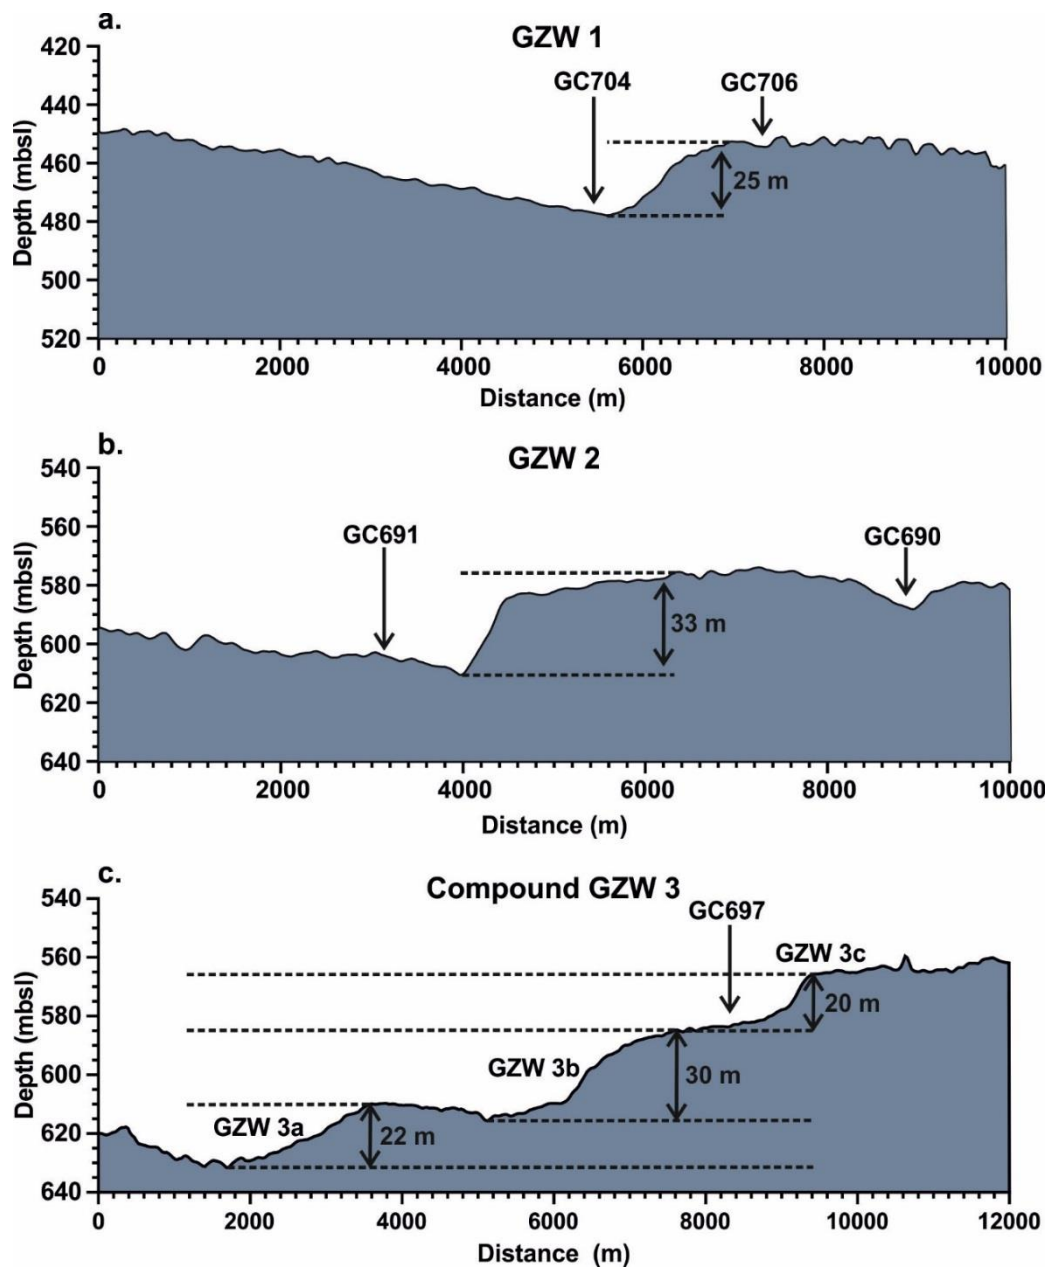 a.
GZW 1
GC704
GC706
25 m
420
440
460
480
500
520
Depth (mbsl)
0
2000
4000
6000
8000
10000
Distance (m)
b.
GZW 2
GC691
GC690
33 m
540
560
580
600
620
640
Depth (mbsl)
0
2000
4000
6000
8000
10000
Distance (m)
c.
Compound GZW 3
GC697
GZW 3c
20 m
GZW 3b
30 m
GZW 3a
22 m
540
560
580
600
620
640
Depth (mbsl)
0
2000
4000
6000
8000
10000
12000
Distance (m)